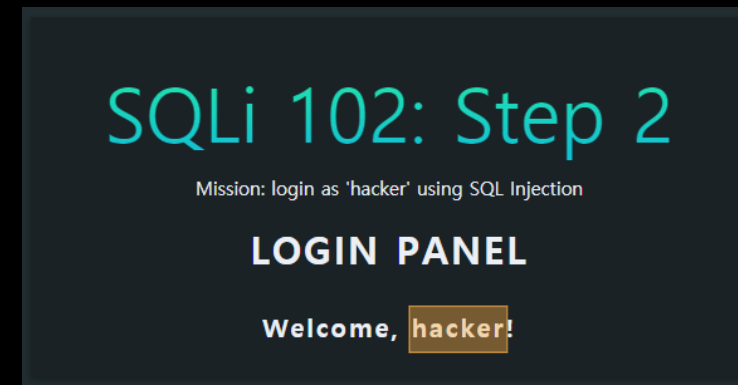 SQLi 102: Step 2
Mission: login as 'hacker' using SQL Injection
LOGIN PANEL
Welcome, hacker!